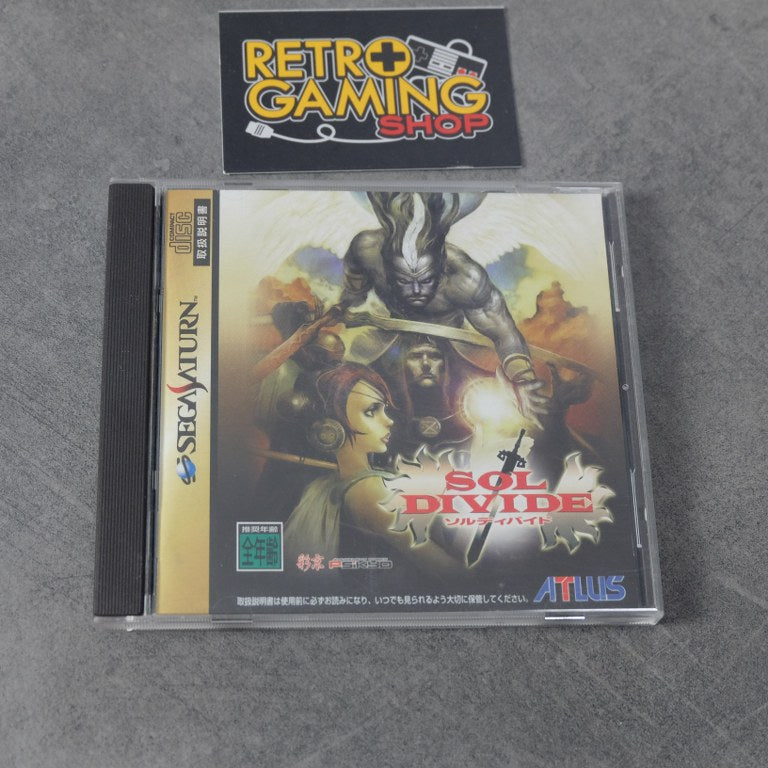 RETRO
GAMING
SHOP
COMPACT
disc
取扱説明書
SEGA SATURN
TM
SOL
DIVIDE
ソルディバイド
推奨年齢
全年齢
彩京
PSIKYO
取扱説明書は使用前に必ずお読みになり、いつでも見られるよう大切に保管してください。
ATLUS